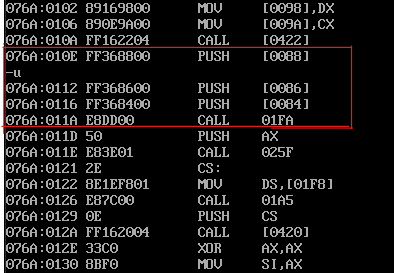 076A:0102 89169800 MOV [0098],DX
076A:0106 890E9A00 MOV [009A],CX
076A:010A FF162204 CALL [0422]
076A:010E FF368800 PUSH [0088]
-u
076A:0112 FF368600 PUSH [0086]
076A:0116 FF368400 PUSH [0084]
076A:011A E8DD00 CALL 01FA
076A:011D 50 PUSH AX
076A:011E E83E01 CALL 025F
076A:0121 2E CS:
076A:0122 8E1EF801 MOV DS,[01F8]
076A:0126 E87C00 CALL 01A5
076A:0129 0E PUSH CS
076A:012A FF162004 CALL [0420]
076A:012E 33C0 XOR AX,AX
076A:0130 8BF0 MOV SI,AX